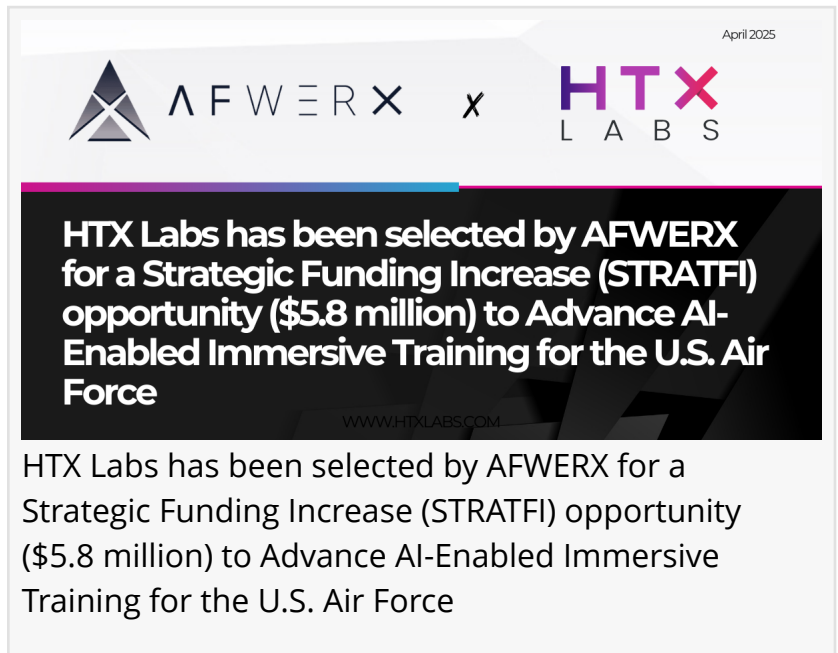 April 2025
AFWERX x HTX
LABS
HTX Labs has been selected by AFWERX
for a Strategic Funding Increase (STRATFI)
opportunity ($5.8 million) to Advance AI-
Enabled Immersive Training for the U.S. Air
Force
WWW.HTXLABS.COM
HTX Labs has been selected by AFWERX for a
Strategic Funding Increase (STRATFI) opportunity
($5.8 million) to Advance AI-Enabled Immersive
Training for the U.S. Air Force